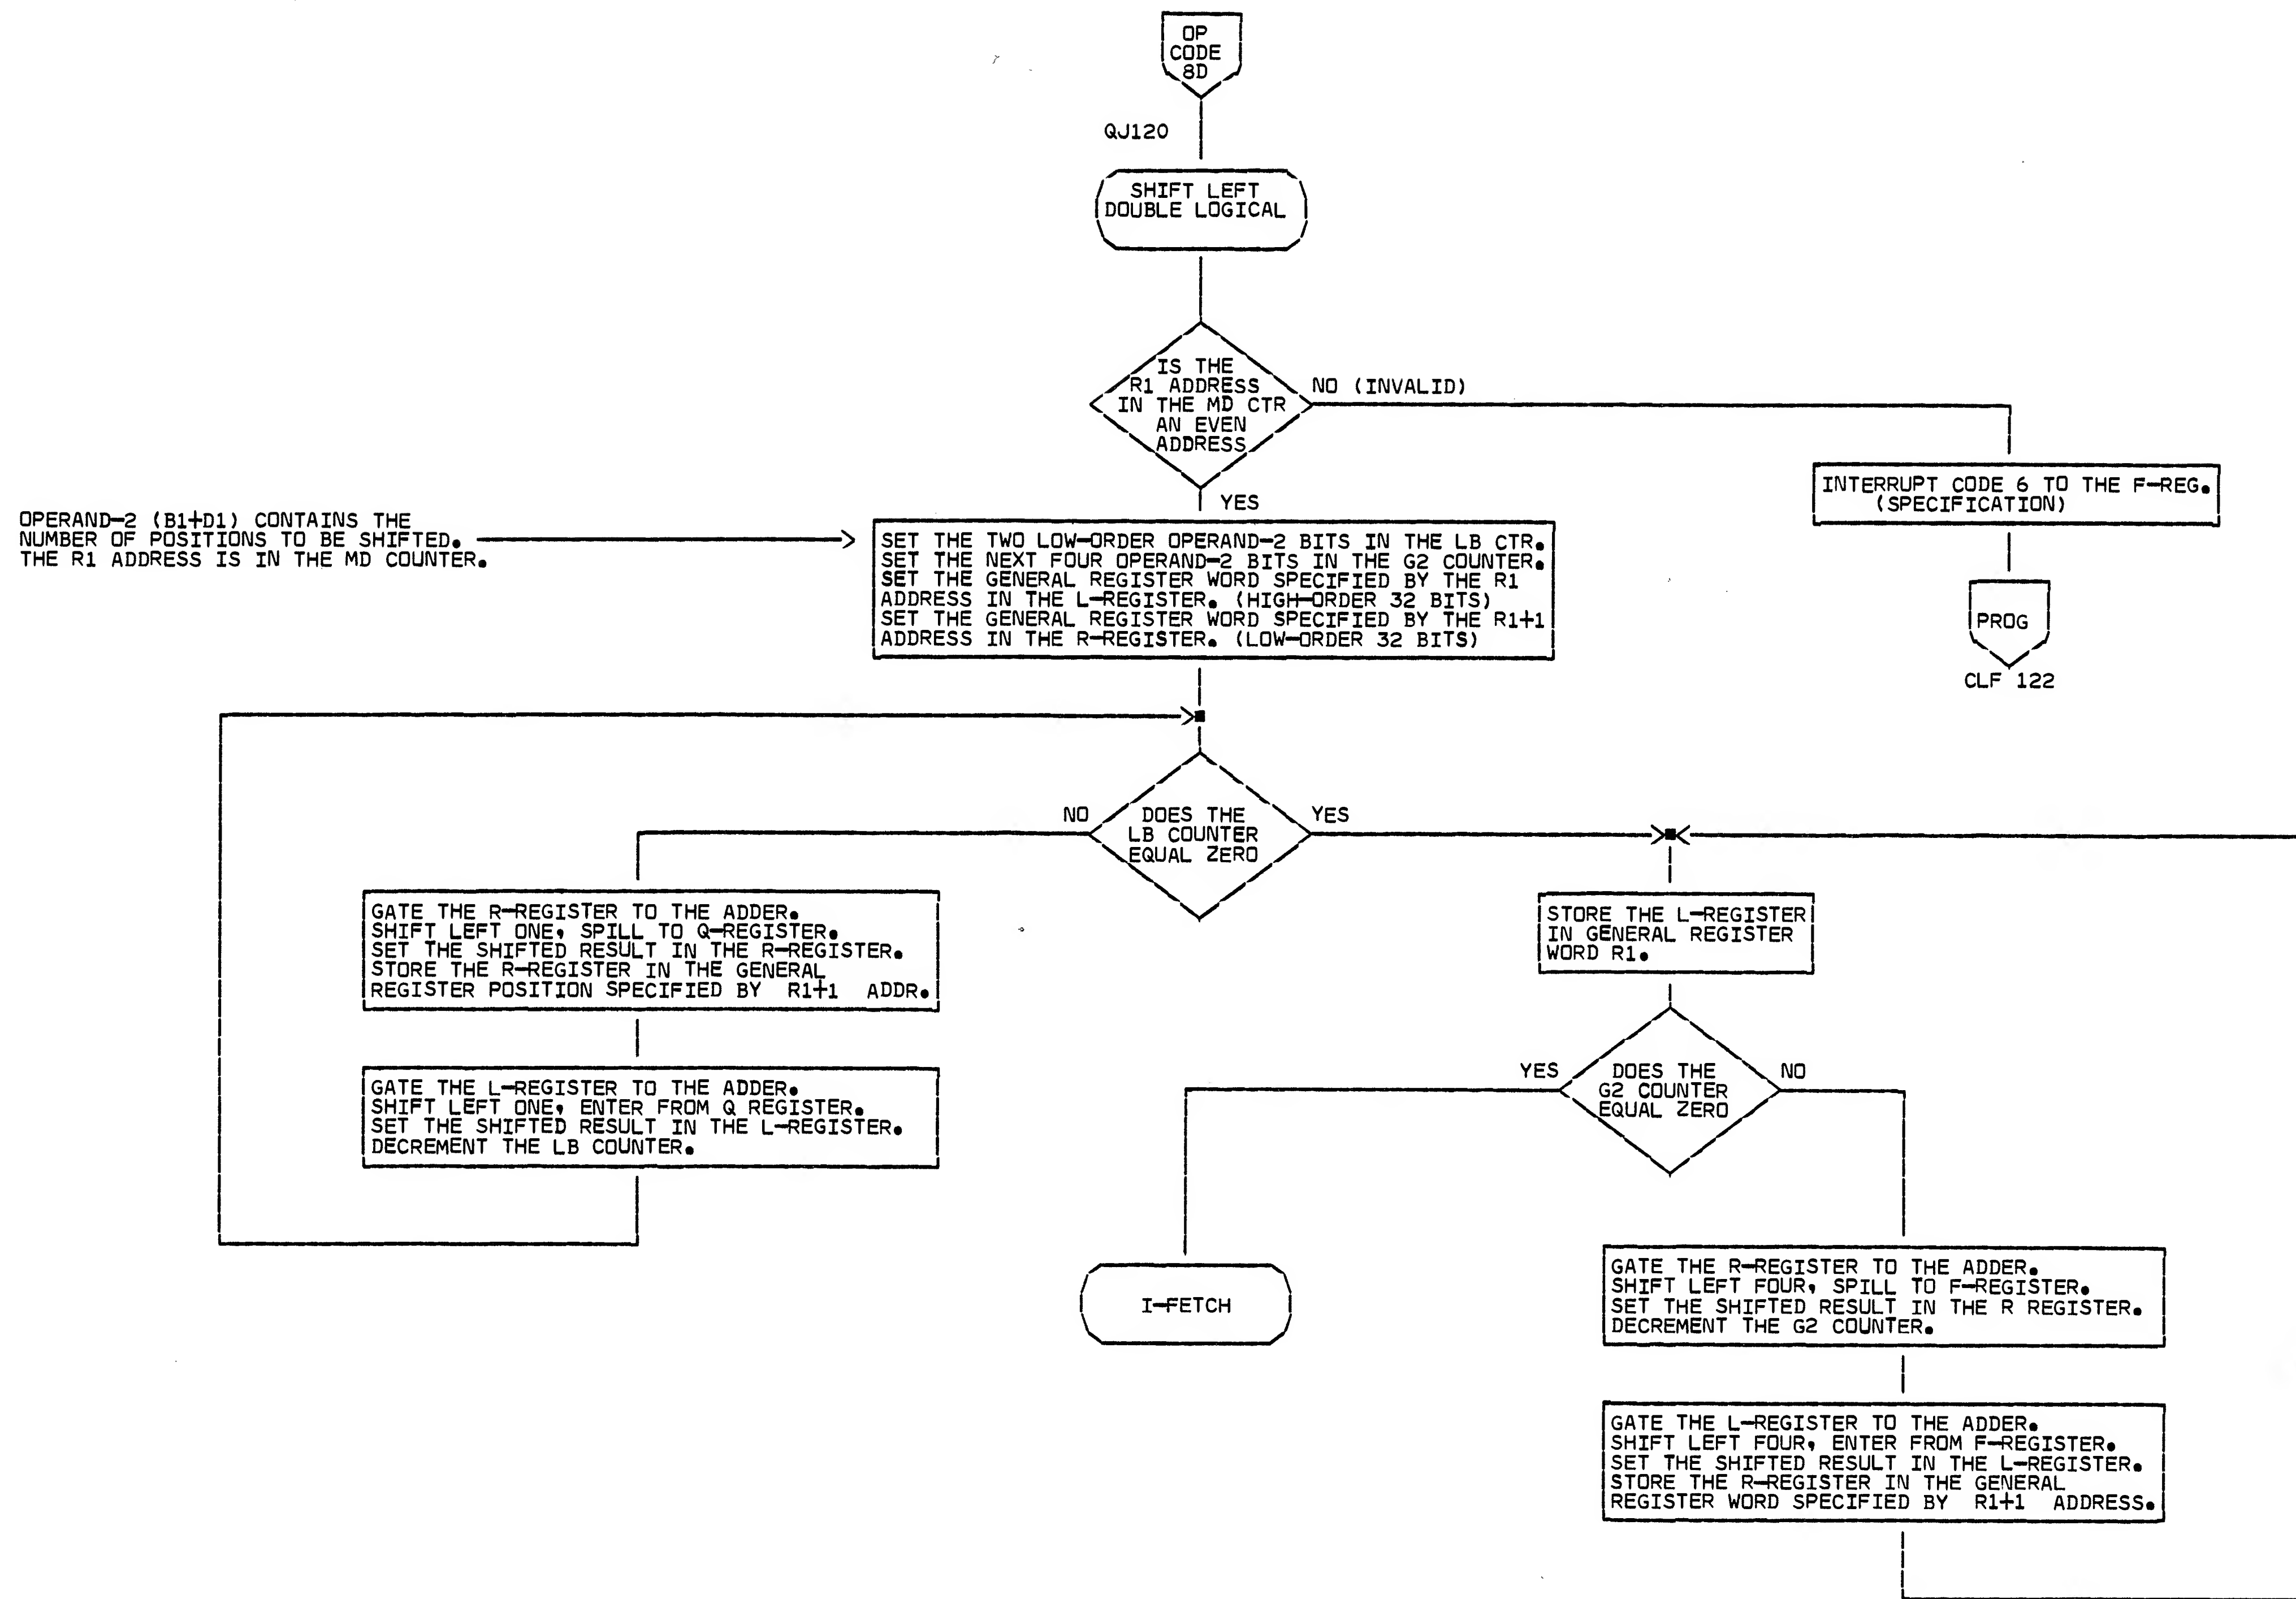 OP
CODE
8D
QJ120
SHIFT LEFT
DOUBLE LOGICAL
IS THE
R1 ADDRESS
IN THE MD CTR
AN EVEN
ADDRESS
NO (INVALID)
YES
INTERRUPT CODE 6 TO THE F-REG.
(SPECIFICATION)
PROG
CLF 122
OPERAND-2 (B1+D1) CONTAINS THE
NUMBER OF POSITIONS TO BE SHIFTED.
THE R1 ADDRESS IS IN THE MD COUNTER.
SET THE TWO LOW-ORDER OPERAND-2 BITS IN THE LB CTR.
SET THE NEXT FOUR OPERAND-2 BITS IN THE G2 COUNTER.
SET THE GENERAL REGISTER WORD SPECIFIED BY THE R1
ADDRESS IN THE L-REGISTER. (HIGH-ORDER 32 BITS)
SET THE GENERAL REGISTER WORD SPECIFIED BY THE R1+1
ADDRESS IN THE R-REGISTER. (LOW-ORDER 32 BITS)
NO
DOES THE
LB COUNTER
EQUAL ZERO
YES
GATE THE R-REGISTER TO THE ADDER.
SHIFT LEFT ONE, SPILL TO Q-REGISTER.
SET THE SHIFTED RESULT IN THE R-REGISTER.
STORE THE R-REGISTER IN THE GENERAL
REGISTER POSITION SPECIFIED BY R1+1 ADDR.
GATE THE L-REGISTER TO THE ADDER.
SHIFT LEFT ONE, ENTER FROM Q REGISTER.
SET THE SHIFTED RESULT IN THE L-REGISTER.
DECREMENT THE LB COUNTER.
STORE THE L-REGISTER
IN GENERAL REGISTER
WORD R1.
YES
DOES THE
G2 COUNTER
EQUAL ZERO
NO
I-FETCH
GATE THE R-REGISTER TO THE ADDER.
SHIFT LEFT FOUR, SPILL TO F-REGISTER.
SET THE SHIFTED RESULT IN THE R REGISTER.
DECREMENT THE G2 COUNTER.
GATE THE L-REGISTER TO THE ADDER.
SHIFT LEFT FOUR, ENTER FROM F-REGISTER.
SET THE SHIFTED RESULT IN THE L-REGISTER.
STORE THE R-REGISTER IN THE GENERAL
REGISTER WORD SPECIFIED BY R1+1 ADDRESS.